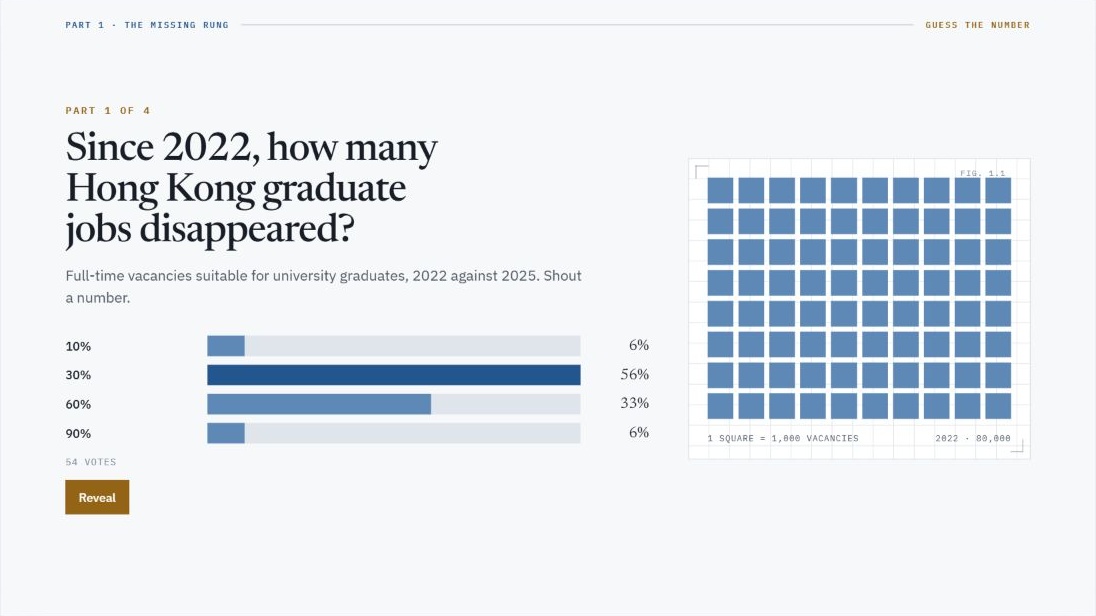 PART 1 · THE MISSING RUNG
GUESS THE NUMBER
PART 1 OF 4
Since 2022, how many
Hong Kong graduate
jobs disappeared?
Full-time vacancies suitable for university graduates, 2022 against 2025. Shout
a number.
10% 6%
30% 56%
60% 33%
90% 6%
54 VOTES
Reveal
FIG. 1.1
1 SQUARE = 1,000 VACANCIES
2022 · 80,000